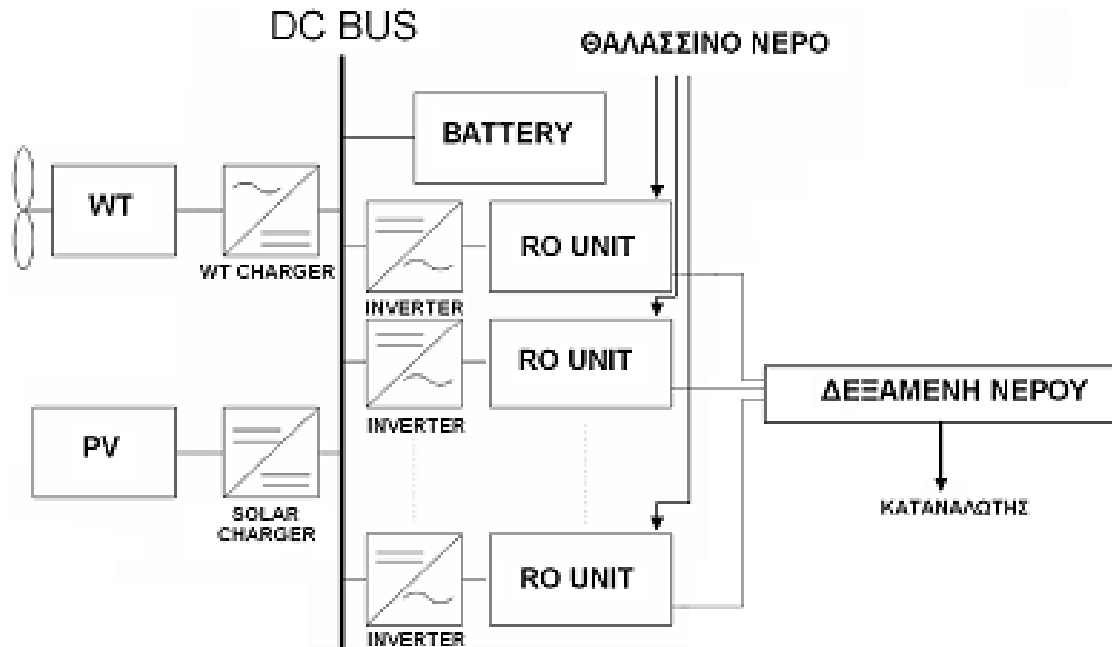 DC BUS
ΘΑΛΑΣΣΙΝΟ ΝΕΡΟ
BATTERY
WT
WT CHARGER
RO UNIT
INVERTER
RO UNIT
INVERTER
ΔΕΞΑΜΕΝΗ ΝΕΡΟΥ
PV
SOLAR
CHARGER
ΚΑΤΑΝΑΛΩΤΗΣ
RO UNIT
INVERTER